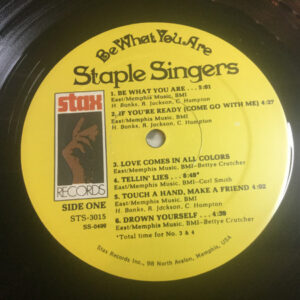 Be What You Are
Staple Singers
1. BE WHAT YOU ARE . . . 5:01
East/Memphis Music, BMI
H. Banks, R. Jackson, C. Hampton
2. IF YOU'RE READY (COME GO WITH ME) 4:27
East/Memphis Music, BMI
H. Banks, R. Jackson, C. Hampton
stax
RECORDS
SIDE ONE
STS-3015
3. LOVE COMES IN ALL COLORS
East/Memphis Music, BMI-Bettye Crutcher
4. TELLIN' LIES . . . 8:48*
East/Memphis Music, BMI-Carl Smith
5. TOUCH A HAND, MAKE A FRIEND 4:02
East/Memphis Music, BMI
H. Banks, R. Jackson, C. Hampton
6. DROWN YOURSELF . . . 4:38
East/Memphis Music, BMI-Bettye Crutcher
*Total time for No. 3 & 4
Stax Records Inc., 98 North Avalon, Memphis, USA